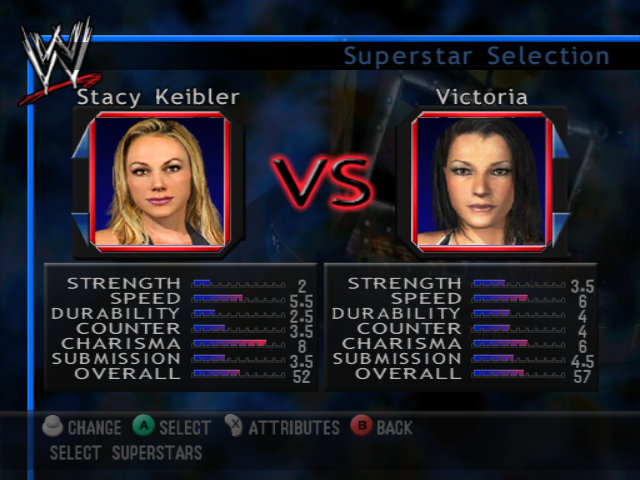 W
Superstar Selection
Stacy Keibler
Victoria
VS
STRENGTH 2
SPEED 5.5
DURABILITY 2.5
COUNTER 3.5
CHARISMA 8
SUBMISSION 3.5
OVERALL 52
STRENGTH 3.5
SPEED 6
DURABILITY 4
COUNTER 4
CHARISMA 6
SUBMISSION 4.5
OVERALL 57
CHANGE A SELECT X ATTRIBUTES B BACK
SELECT SUPERSTARS